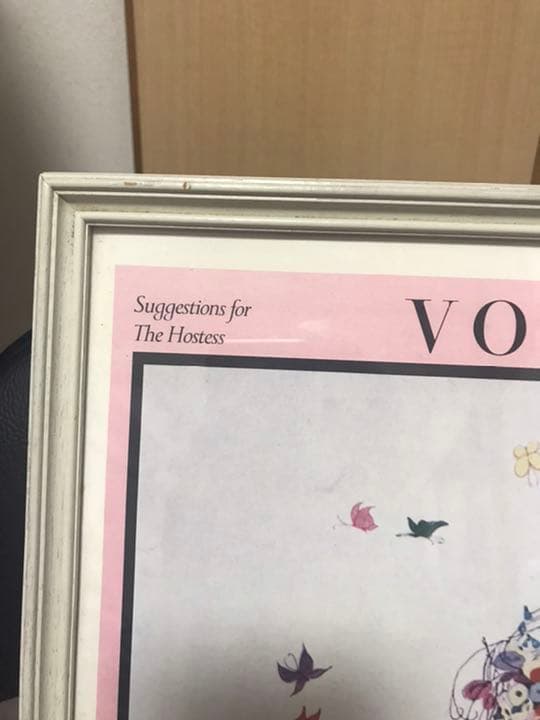 Suggestions for
The Hostess
VO